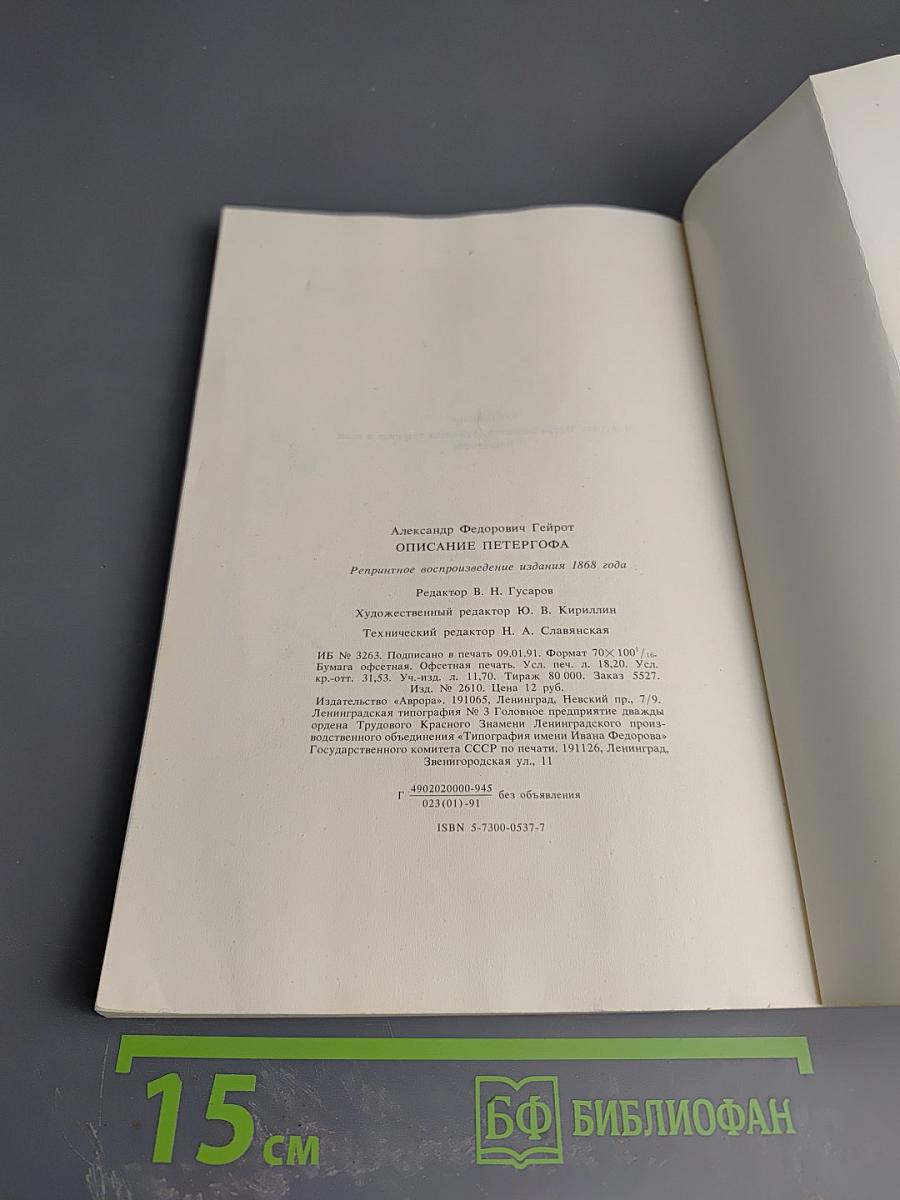 Александр Федорович Гейрот
ОПИСАНИЕ ПЕТЕРГОФА
Репринтное воспроизведение издания 1868 года
Редактор В. Н. Гусаров
Художественный редактор Ю. В. Кириллин
Технический редактор Н. А. Славянская
ИБ № 3263. Подписано в печать 09.01.91. Формат 70×100¹/₁₆.
Бумага офсетная. Офсетная печать. Усл. печ. л. 18,20. Усл.
кр.-отт. 31,53. Уч.-изд. л. 11,70. Тираж 80 000. Заказ 5527.
Изд. № 2610. Цена 12 руб.
Издательство «Аврора». 191065, Ленинград, Невский пр., 7/9.
Ленинградская типография № 3 Головное предприятие дважды
ордена Трудового Красного Знамени Ленинградского произ-
водственного объединения «Типография имени Ивана Федорова»
Государственного комитета СССР по печати. 191126, Ленинград,
Звенигородская ул., 11
Г 4902020000-945 без объявления
023(01)-91
ISBN 5-7300-0537-7
15 см БФ БИБЛИОФАН